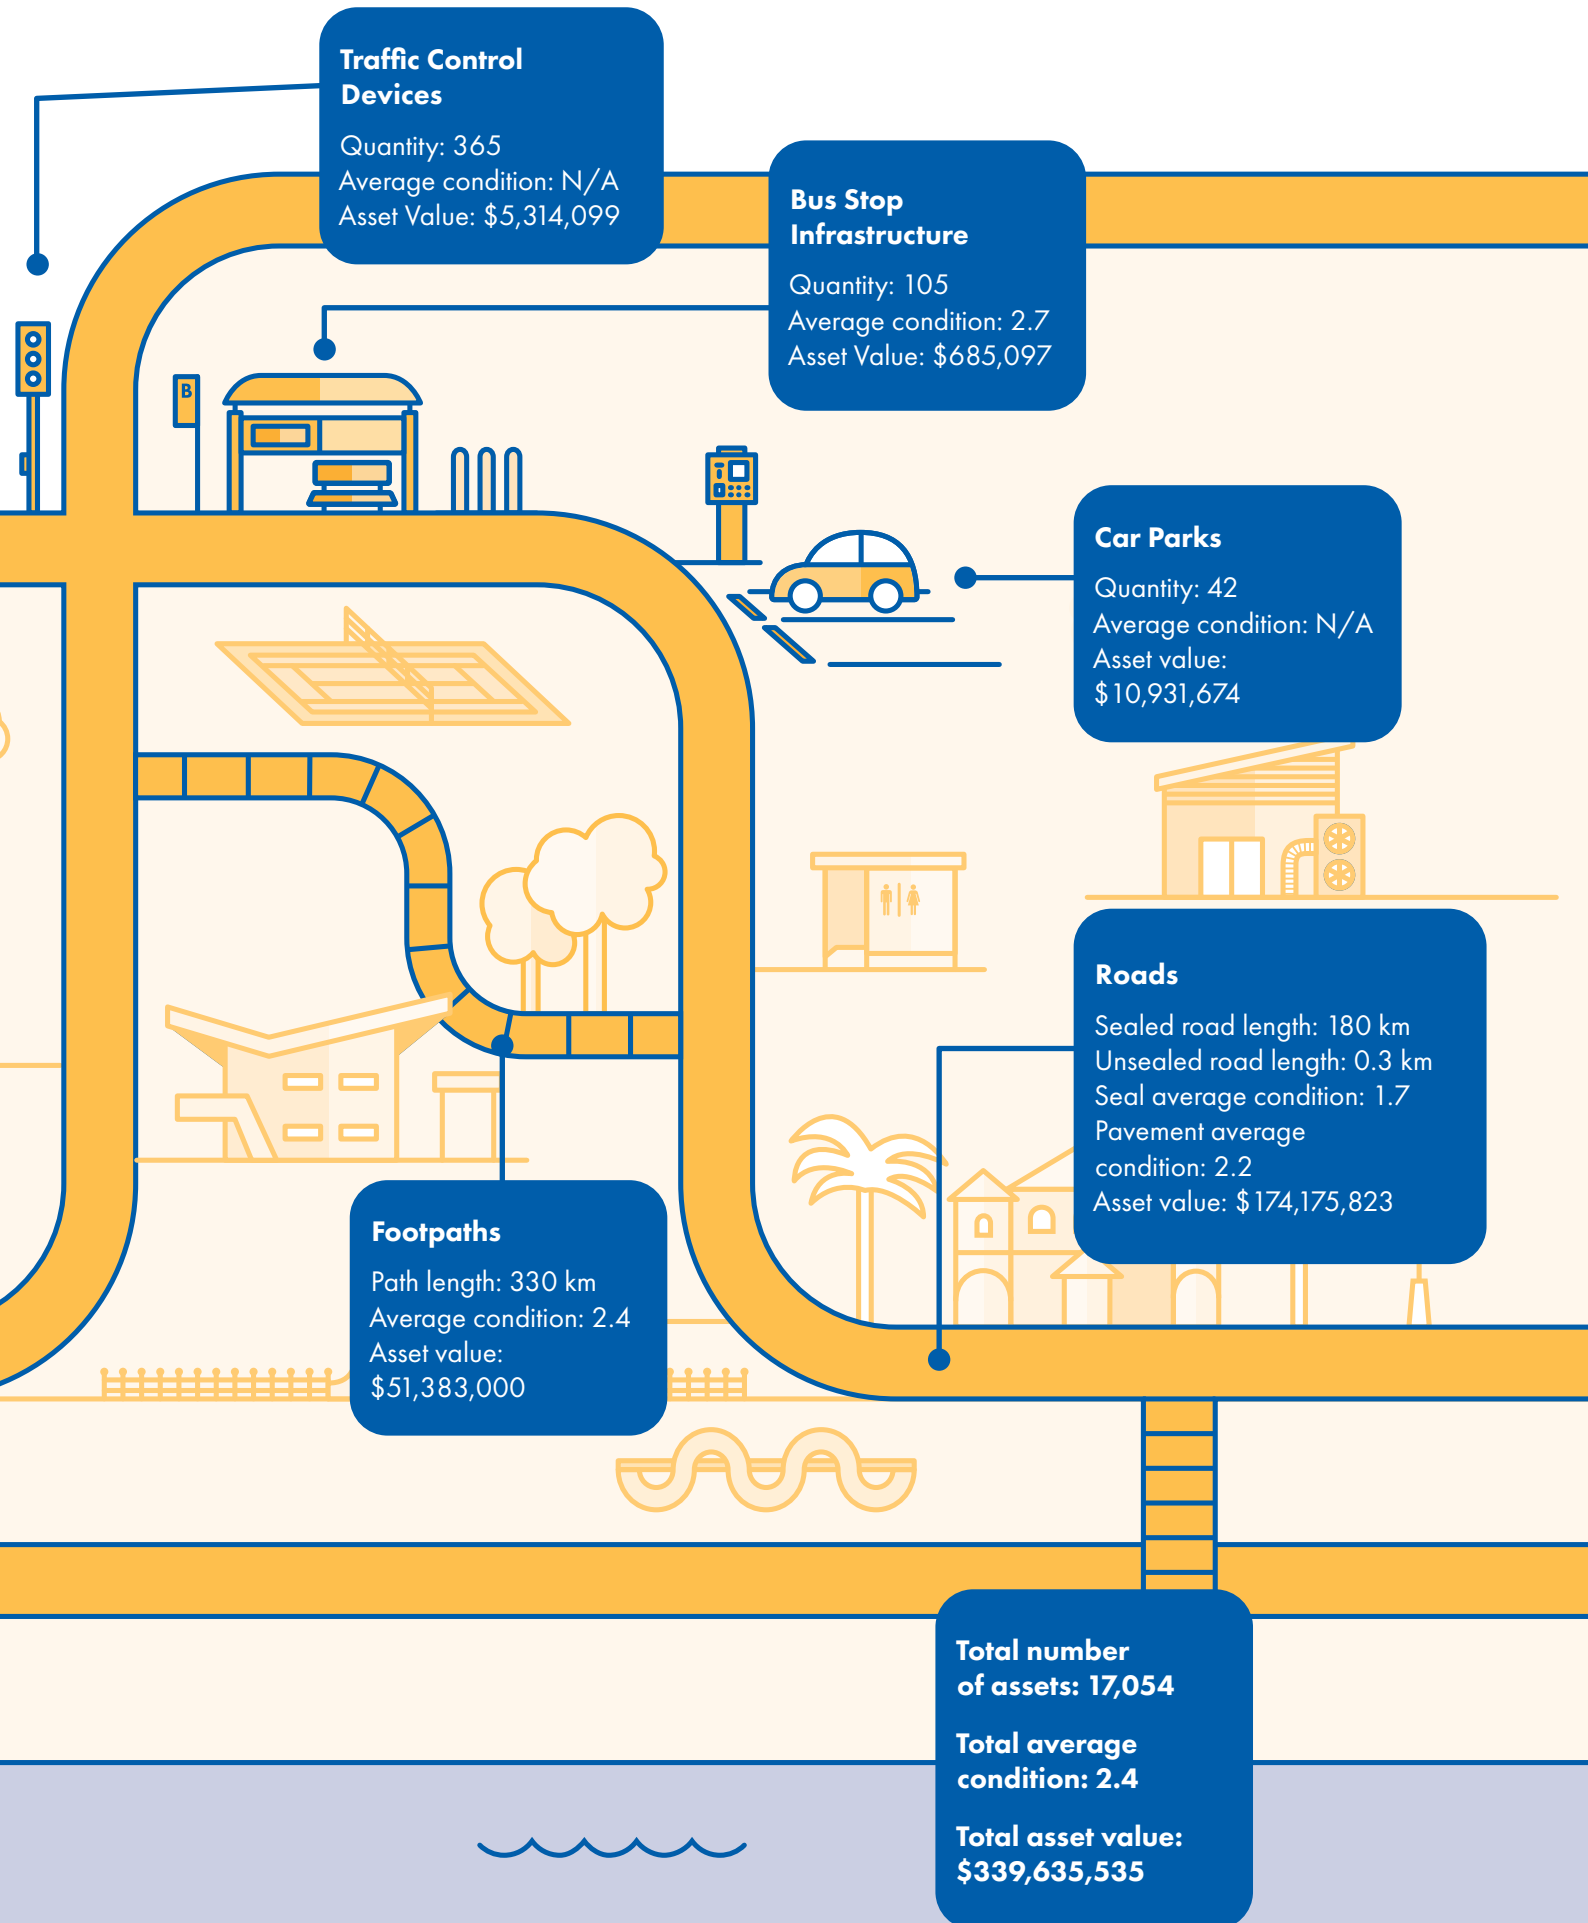 Traffic Control
Devices
Quantity: 365
Average condition: N/A
Asset Value: $5,314,099
Bus Stop
Infrastructure
Quantity: 105
Average condition: 2.7
Asset Value: $685,097
B
Car Parks
Quantity: 42
Average condition: N/A
Asset value:
$10,931,674
Roads
Sealed road length: 180 km
Unsealed road length: 0.3 km
Seal average condition: 1.7
Pavement average
condition: 2.2
Asset value: $174,175,823
Footpaths
Path length: 330 km
Average condition: 2.4
Asset value:
$51,383,000
Total number
of assets: 17,054
Total average
condition: 2.4
Total asset value:
$339,635,535